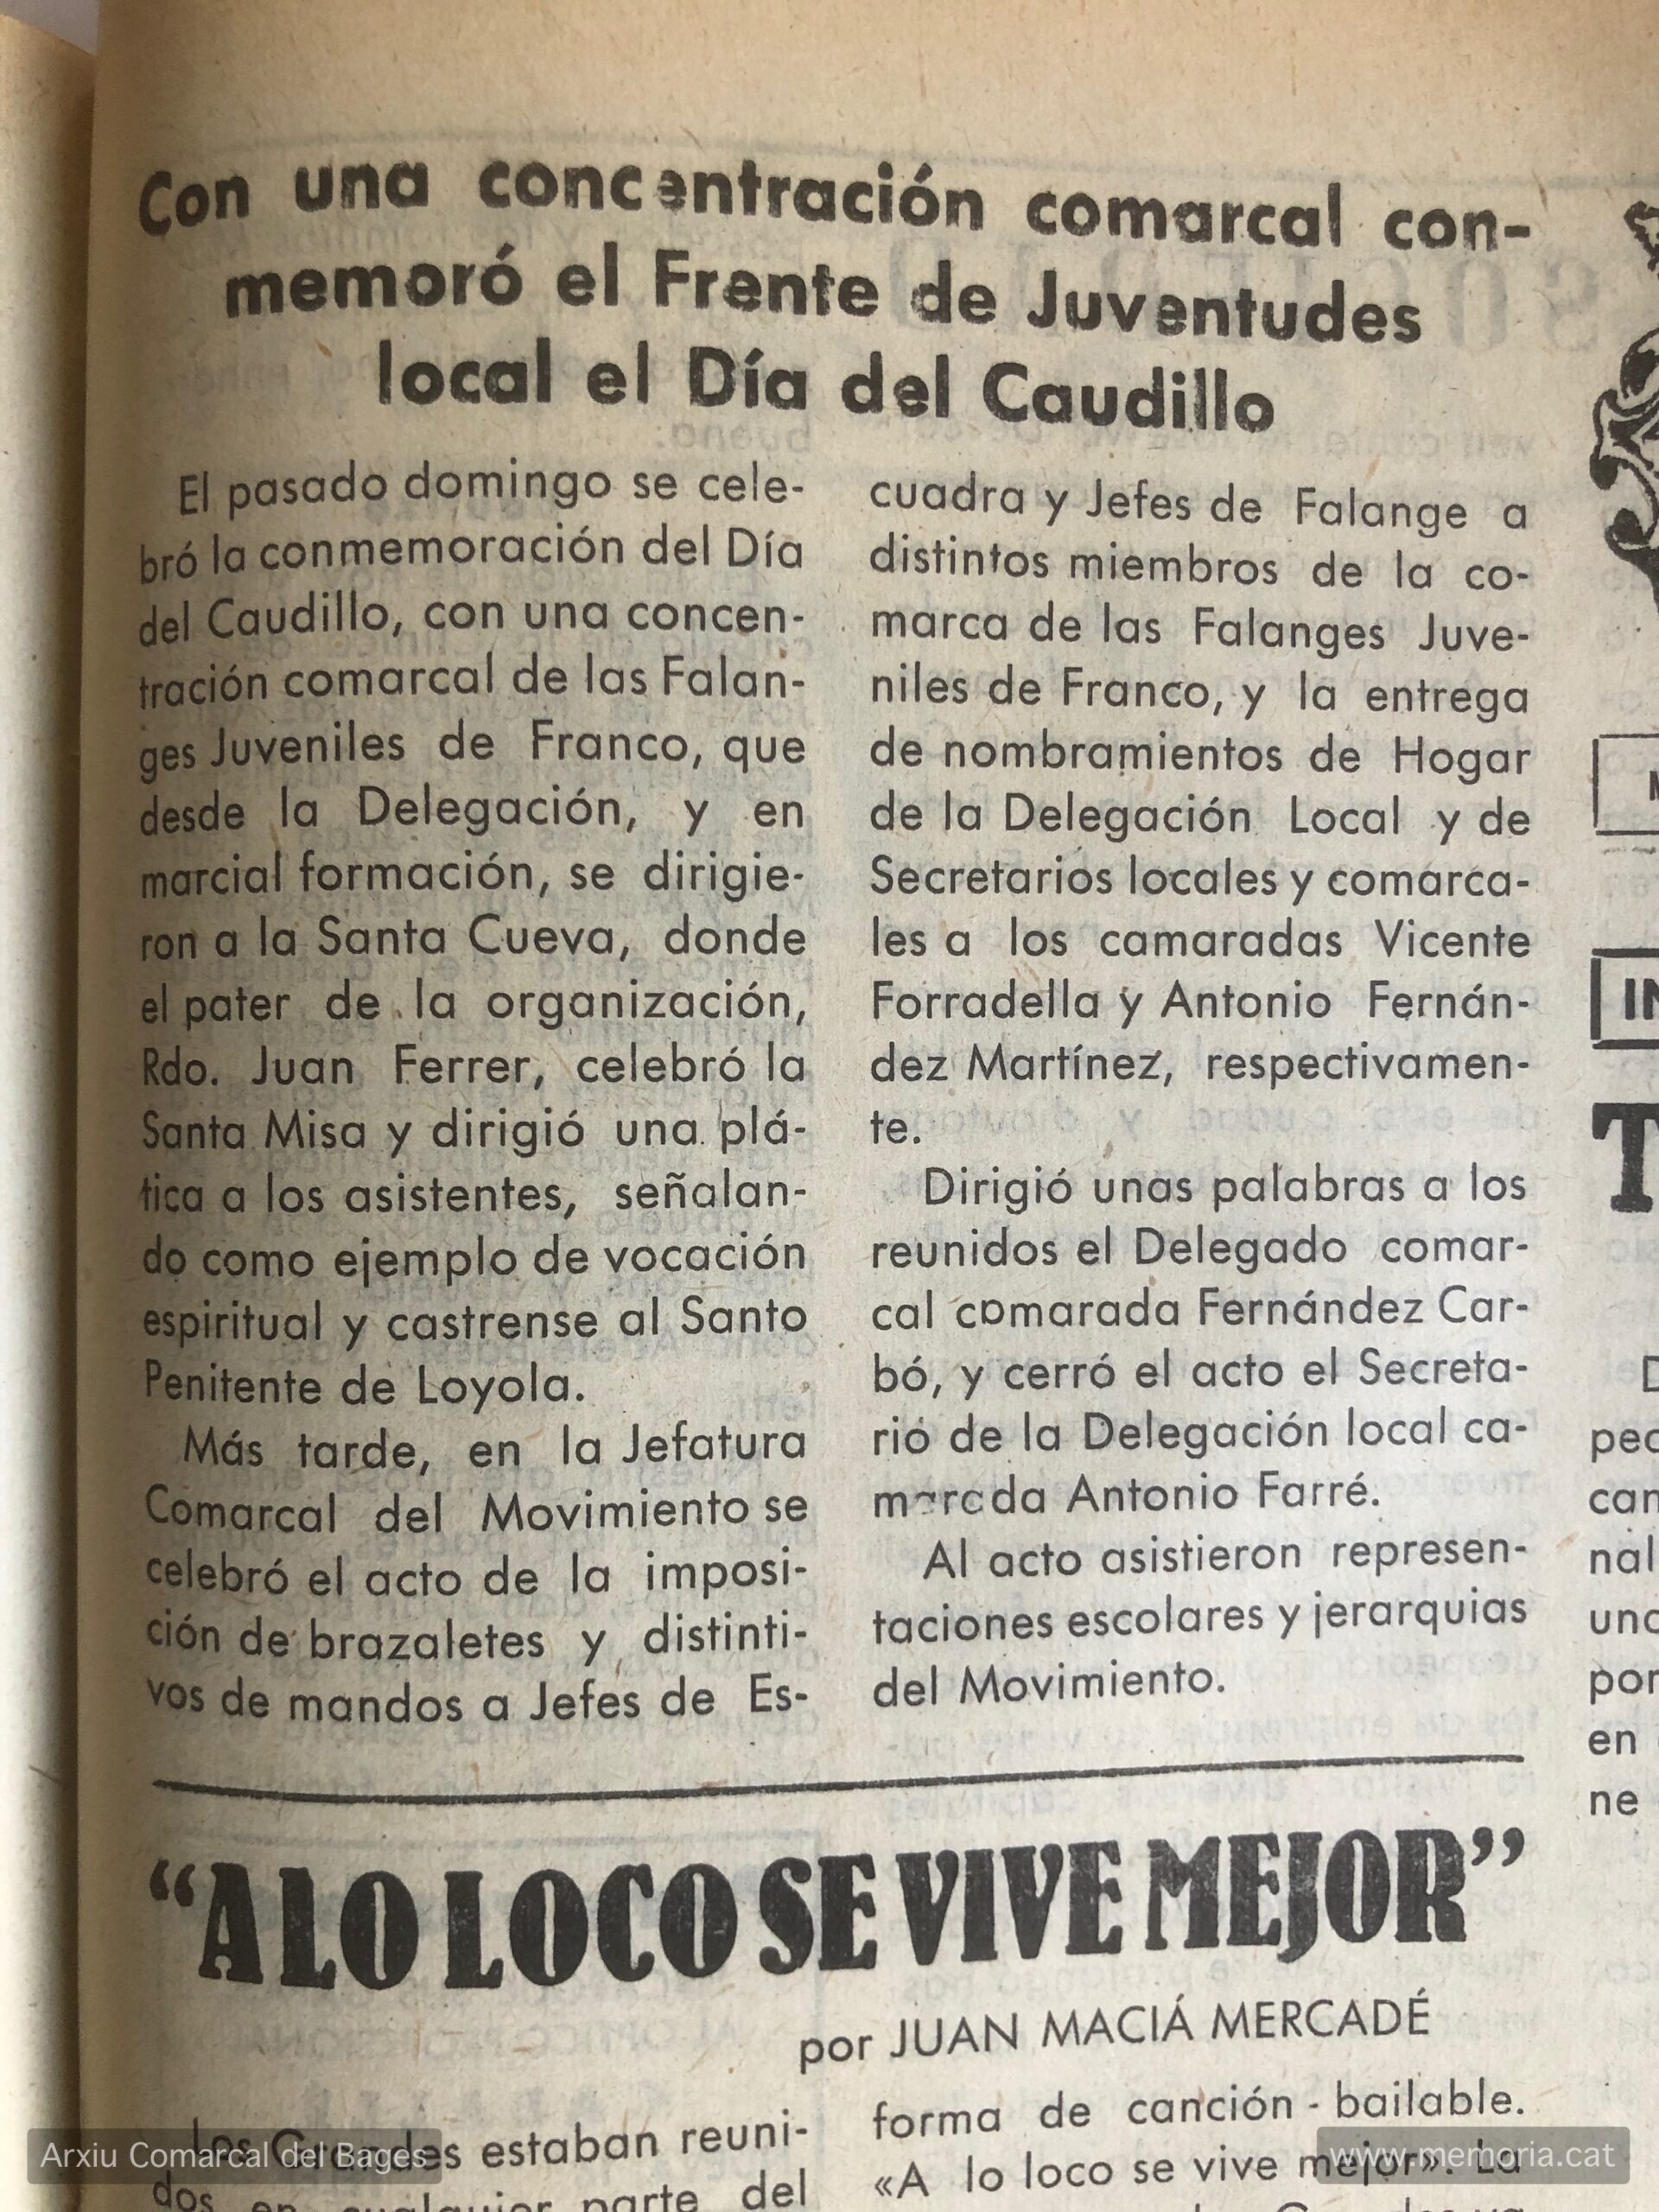 Con una concentración comarcal con-
memoró el Frente de Juventudes
local el Día del Caudillo
El pasado domingo se cele-
bró la conmemoración del Día
del Caudillo, con una concen-
tración comarcal de las Falan-
ges Juveniles de Franco, que
desde la Delegación, y en
marcial formación, se dirigie-
ron a la Santa Cueva, donde
el pater de la organización,
Rdo. Juan Ferrer, celebró la
Santa Misa y dirigió una plá-
tica a los asistentes, señalan-
do como ejemplo de vocación
espiritual y castrense al Santo
Penitente de Loyola.
Más tarde, en la Jefatura
Comarcal del Movimiento se
celebró el acto de la imposi-
ción de brazaletes y distinti-
vos de mandos a Jefes de Es-
cuadra y Jefes de Falange a
distintos miembros de la co-
marca de las Falanges Juve-
niles de Franco, y la entrega
de nombramientos de Hogar
de la Delegación Local y de
Secretarios locales y comarca-
les a los camaradas Vicente
Forradella y Antonio Fernán-
dez Martínez, respectivamen-
te.
Dirigió unas palabras a los
reunidos el Delegado comar-
cal camarada Fernández Car-
bó, y cerró el acto el Secreta-
rio de la Delegación local ca-
marada Antonio Farré.
Al acto asistieron represen-
taciones escolares y jerarquias
del Movimiento.
“A LO LOCO SE VIVE MEJOR”
por JUAN MACIÁ MERCADÉ
Los Grandes estaban reuni-
dos en cualquier parte del
forma de canción - bailable.
«A lo loco se vive mejor». La
Arxiu Comarcal del Bages
www.memoria.cat